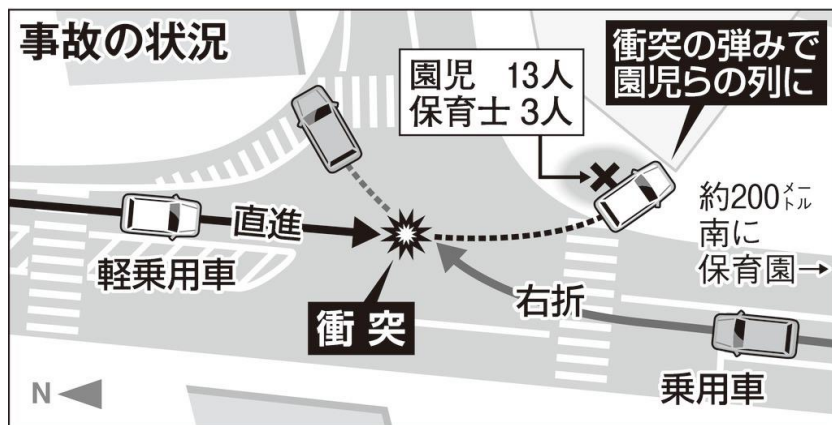 事故の状況
園児 13人
保育士 3人
衝突の弾みで
園児らの列に
直進
軽乗用車
衝突
右折
約200メートル
南に
保育園→
乗用車
N